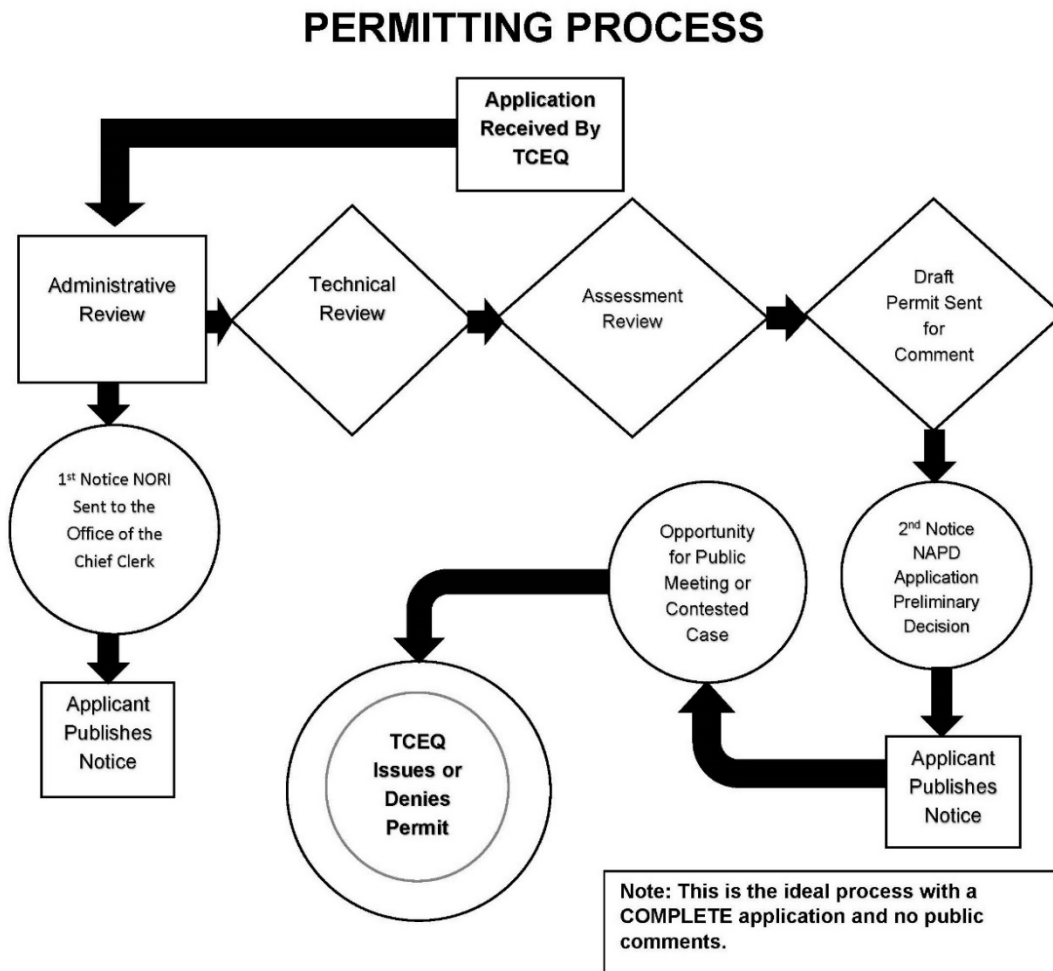 PERMITTING PROCESS
Application
Received By
TCEQ
Administrative
Review
Technical
Review
Assessment
Review
Draft
Permit Sent
for
Comment
1st Notice NORI
Sent to the
Office of the
Chief Clerk
Applicant
Publishes
Notice
2nd Notice
NAPD
Application
Preliminary
Decision
Applicant
Publishes
Notice
Opportunity
for Public
Meeting or
Contested
Case
TCEQ
Issues or
Denies
Permit
Note: This is the ideal process with a
COMPLETE application and no public
comments.